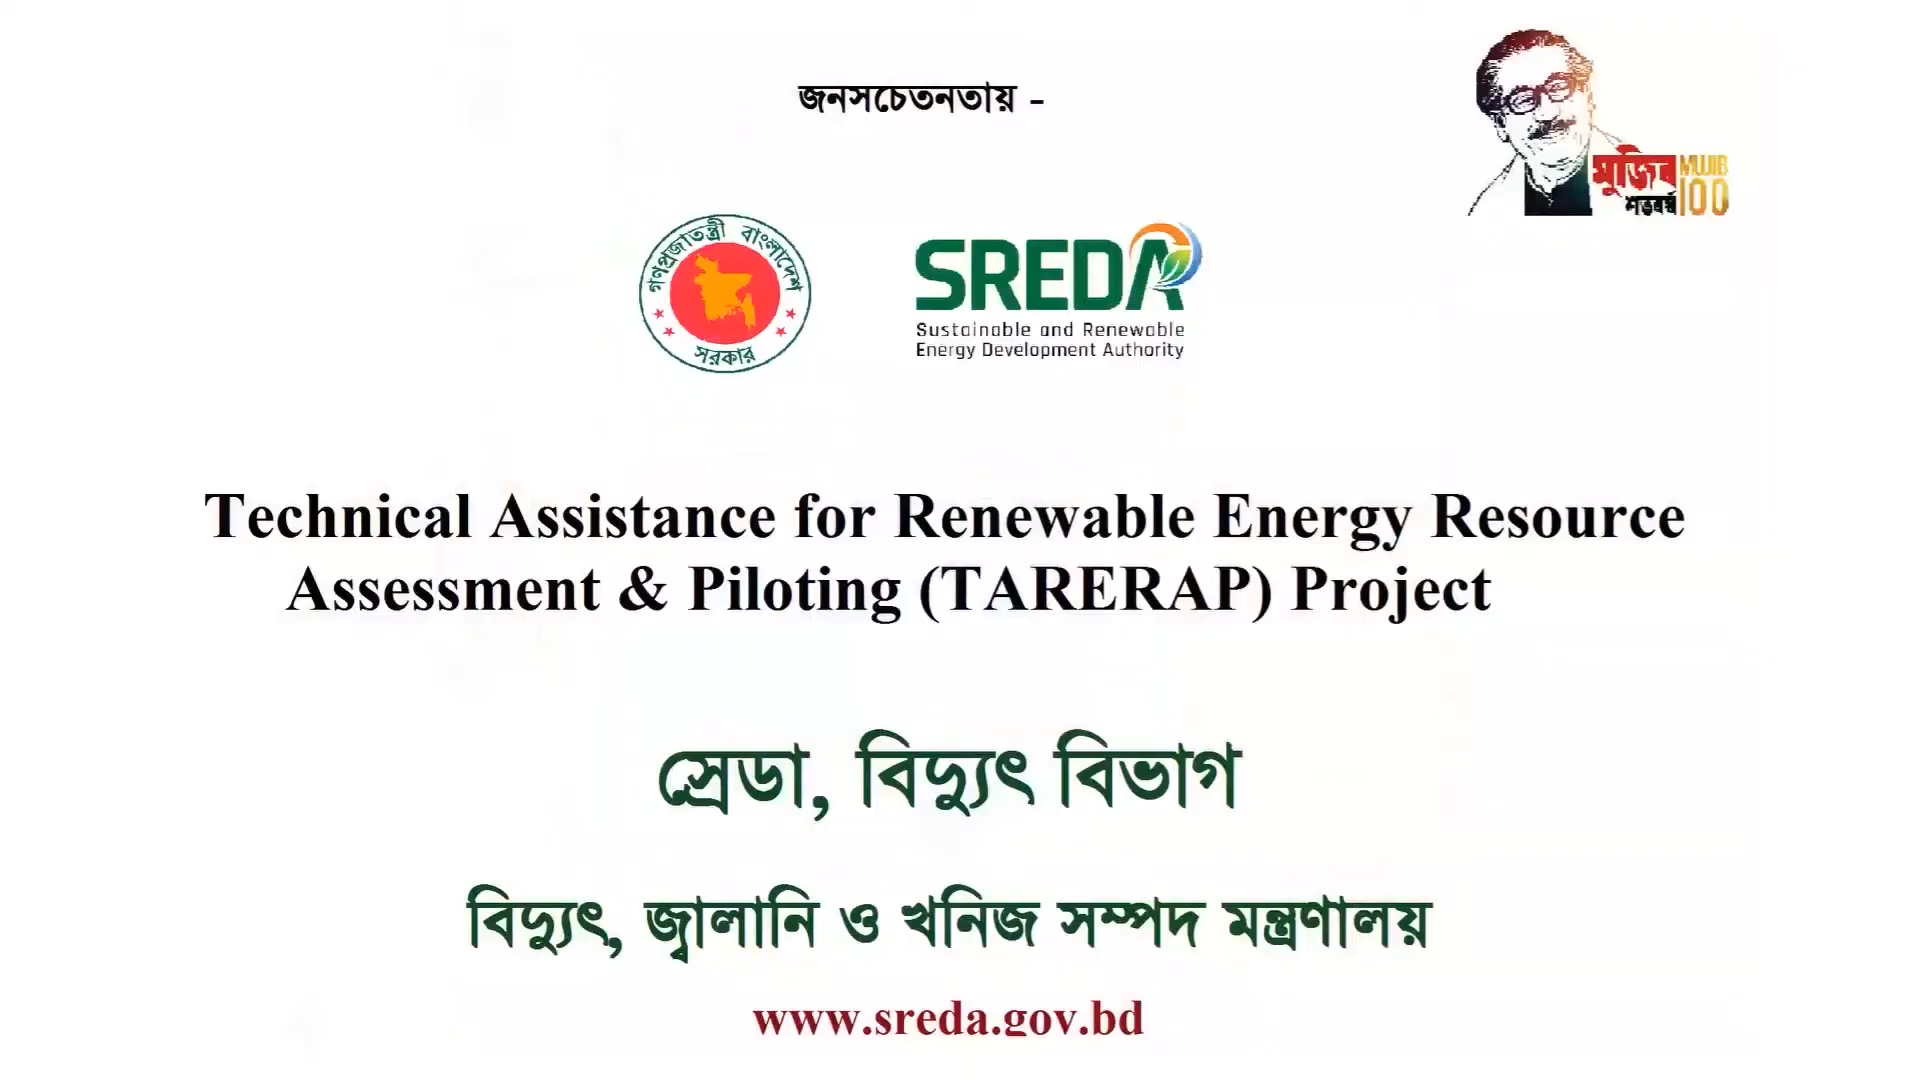 জনসচেতনতায় -
মুজিব MUJIB
শতবর্ষ 100
গণপ্রজাতন্ত্রী বাংলাদেশ
সরকার
SREDA
Sustainable and Renewable
Energy Development Authority
Technical Assistance for Renewable Energy Resource
Assessment & Piloting (TARERAP) Project
স্রেডা, বিদ্যুৎ বিভাগ
বিদ্যুৎ, জ্বালানি ও খনিজ সম্পদ মন্ত্রণালয়
www.sreda.gov.bd